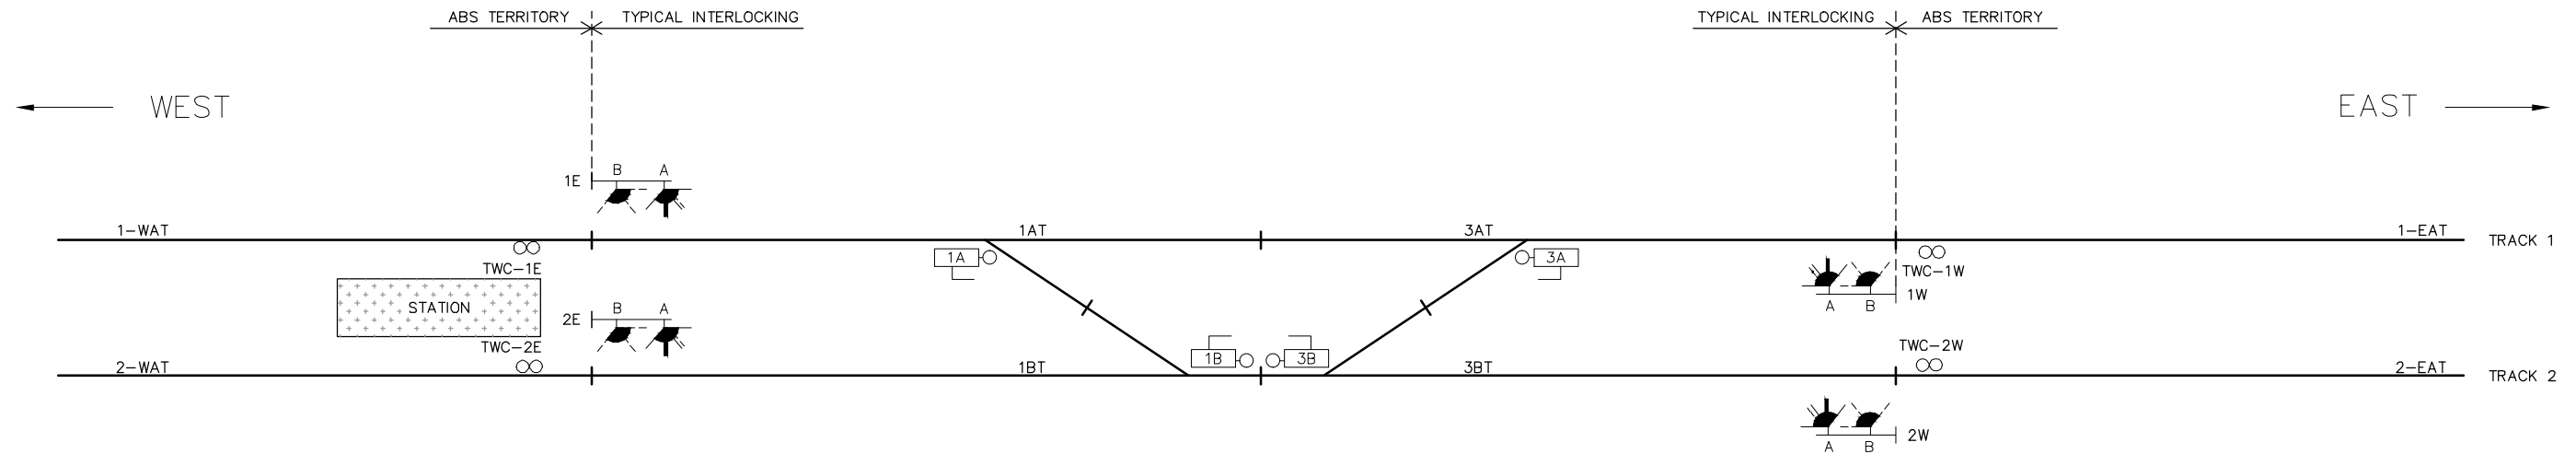 ABS TERRITORY TYPICAL INTERLOCKING
TYPICAL INTERLOCKING ABS TERRITORY
WEST
EAST
B A
1E
1-WAT
1AT
3AT
1-EAT
TRACK 1
TWC-1E
1A
3A
TWC-1W
1W
A B
STATION
B A
2E
TWC-2E
1B
3B
TWC-2W
2-WAT
1BT
3BT
2-EAT
TRACK 2
2W
A B